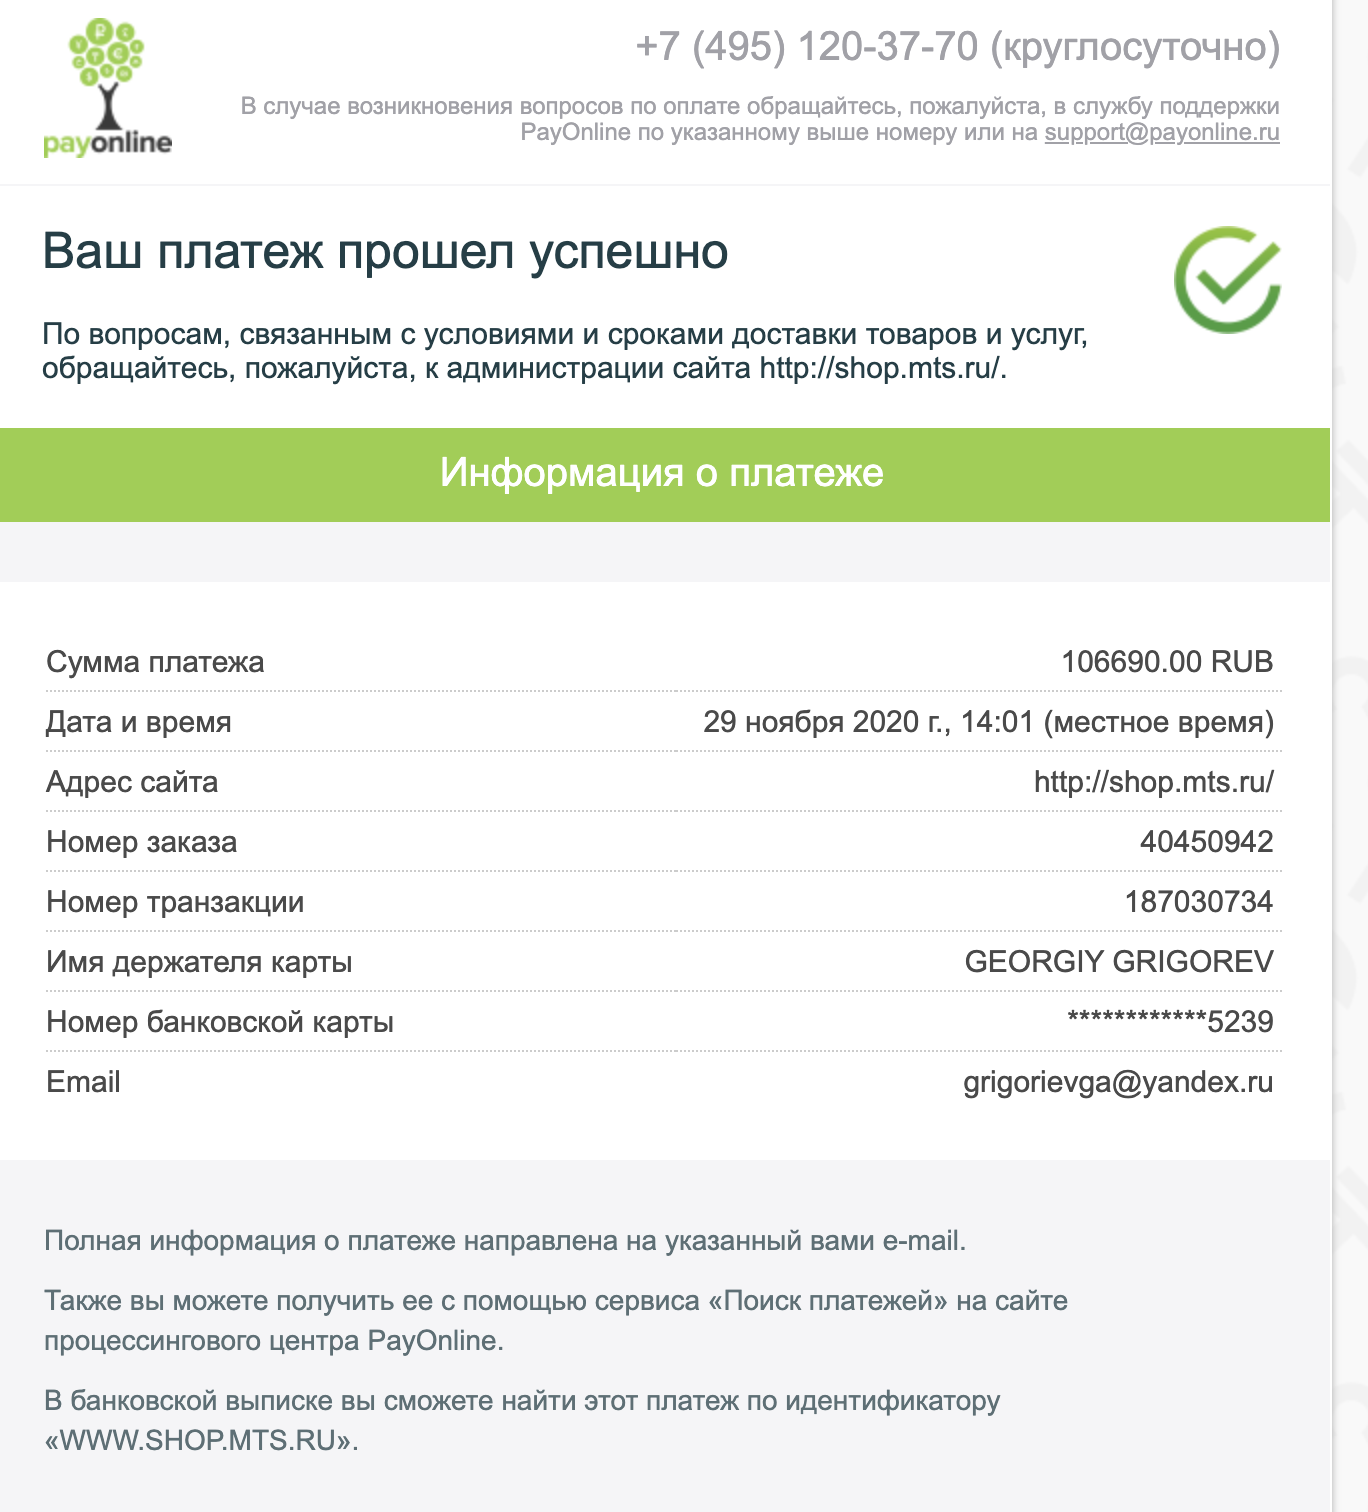 payonline
+7 (495) 120-37-70 (круглосуточно)
В случае возникновения вопросов по оплате обращайтесь, пожалуйста, в службу поддержки
PayOnline по указанному выше номеру или на support@payonline.ru
Ваш платеж прошел успешно
По вопросам, связанным с условиями и сроками доставки товаров и услуг,
обращайтесь, пожалуйста, к администрации сайта http://shop.mts.ru/.
Информация о платеже
Сумма платежа 106690.00 RUB
Дата и время 29 ноября 2020 г., 14:01 (местное время)
Адрес сайта http://shop.mts.ru/
Номер заказа 40450942
Номер транзакции 187030734
Имя держателя карты GEORGIY GRIGOREV
Номер банковской карты ************5239
Email grigorievga@yandex.ru
Полная информация о платеже направлена на указанный вами e-mail.
Также вы можете получить ее с помощью сервиса «Поиск платежей» на сайте
процессингового центра PayOnline.
В банковской выписке вы сможете найти этот платеж по идентификатору
«WWW.SHOP.MTS.RU».